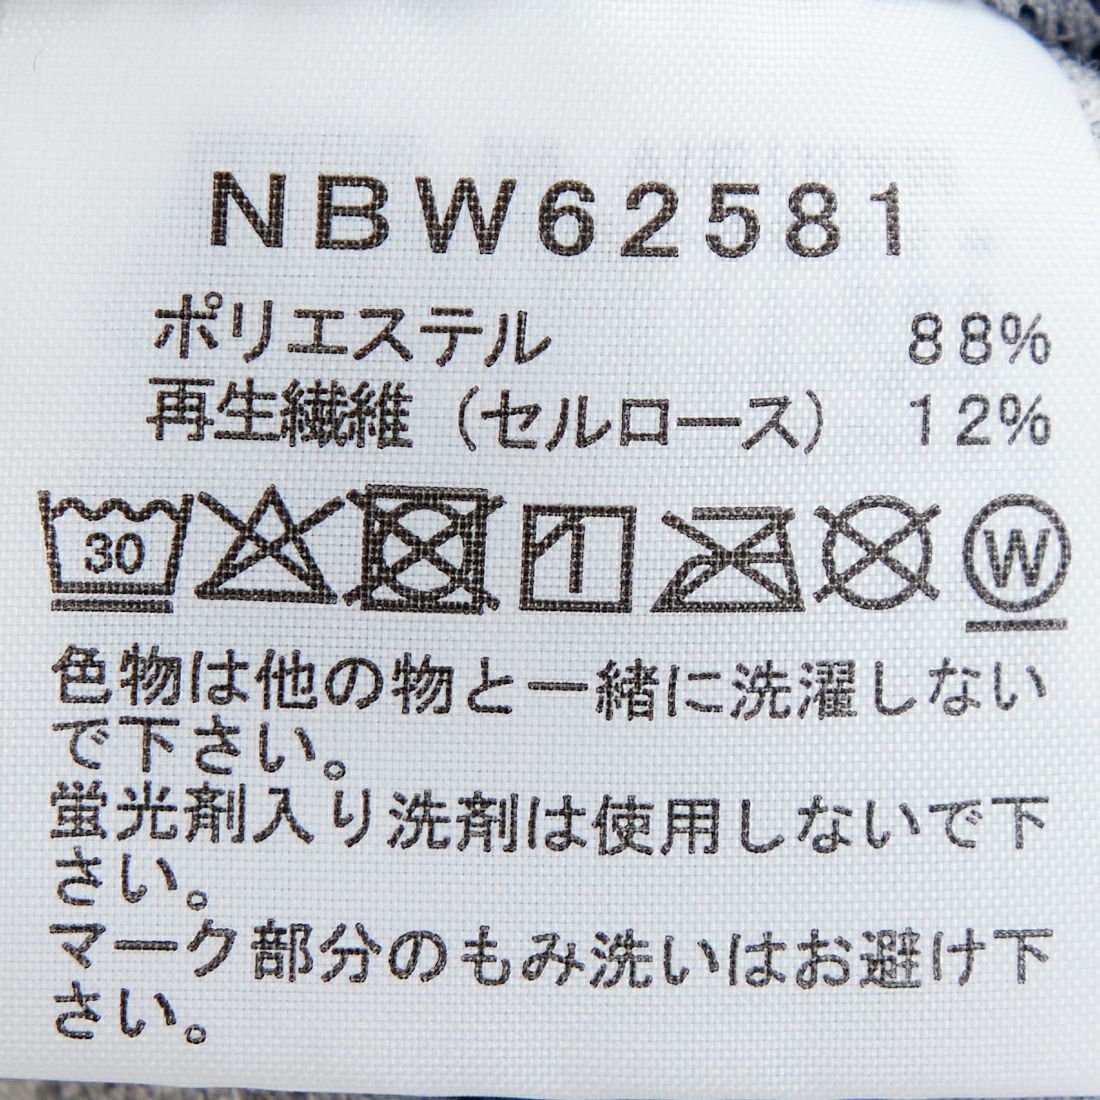 NBW62581
ポリエステル 88%
再生繊維(セルロース) 12%
30 W
色物は他の物と一緒に洗濯しない
で下さい。
蛍光剤入り洗剤は使用しないで下
さい。
マーク部分のもみ洗いはお避け下
さい。